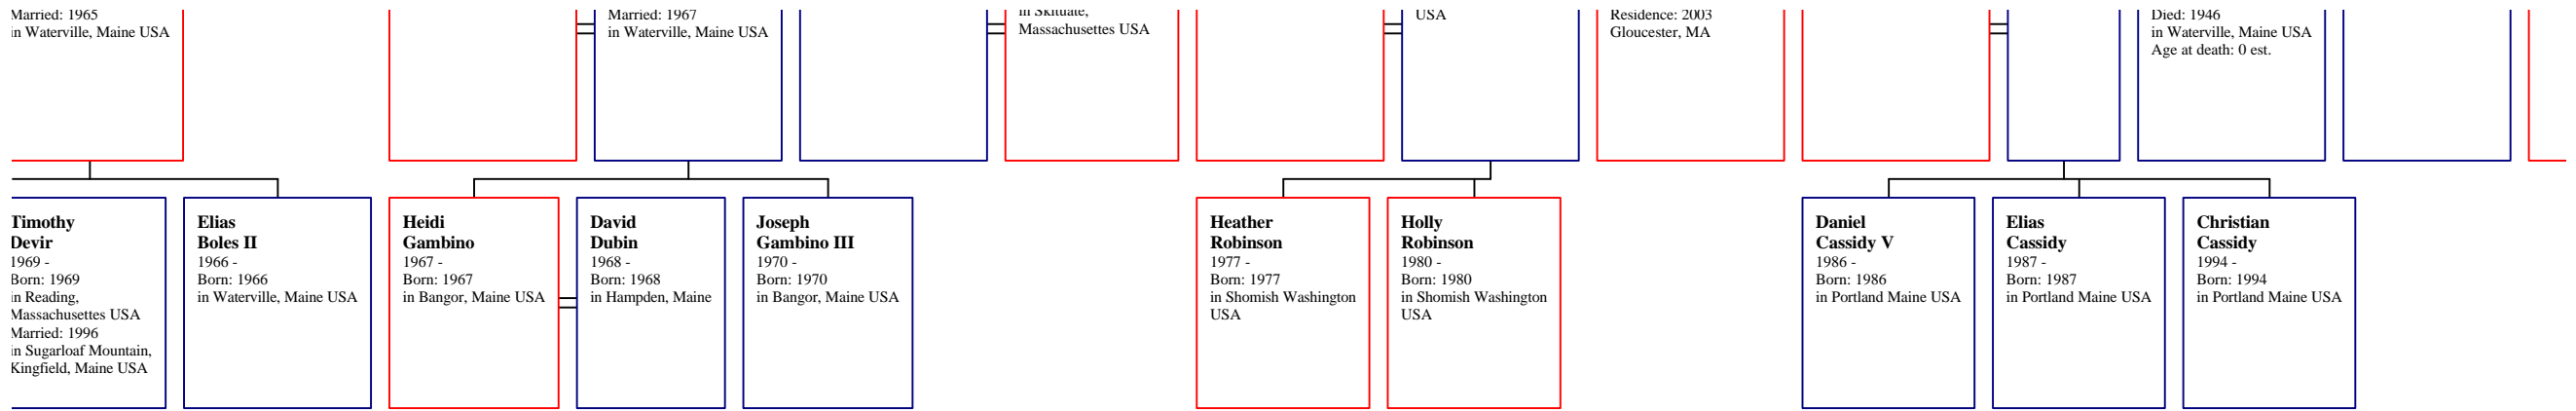 Married: 1965
in Waterville, Maine USA
Married: 1967
in Waterville, Maine USA
in Skituate,
Massachusettes USA
USA
Residence: 2003
Gloucester, MA
Died: 1946
in Waterville, Maine USA
Age at death: 0 est.
Timothy
Devir
1969 -
Born: 1969
in Reading,
Massachusettes USA
Married: 1996
in Sugarloaf Mountain,
Kingfield, Maine USA
Elias
Boles II
1966 -
Born: 1966
in Waterville, Maine USA
Heidi
Gambino
1967 -
Born: 1967
in Bangor, Maine USA
David
Dubin
1968 -
Born: 1968
in Hampden, Maine
Joseph
Gambino III
1970 -
Born: 1970
in Bangor, Maine USA
Heather
Robinson
1977 -
Born: 1977
in Shomish Washington
USA
Holly
Robinson
1980 -
Born: 1980
in Shomish Washington
USA
Daniel
Cassidy V
1986 -
Born: 1986
in Portland Maine USA
Elias
Cassidy
1987 -
Born: 1987
in Portland Maine USA
Christian
Cassidy
1994 -
Born: 1994
in Portland Maine USA